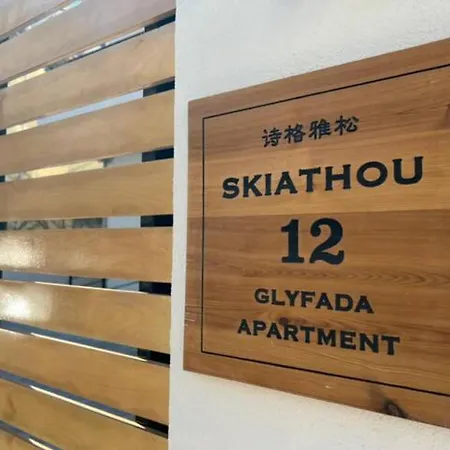 诗格雅松
SKIATHOU
12
GLYFADA
APARTMENT